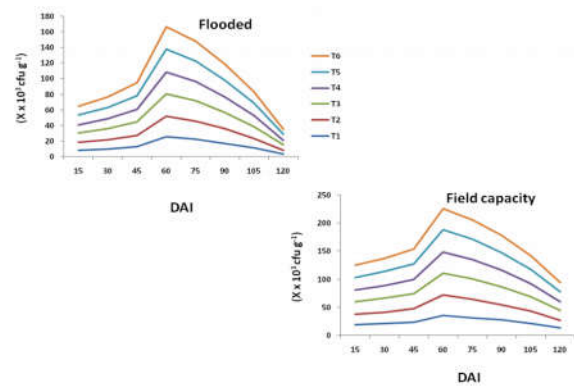 Flooded
(X x 10³ cfu g⁻¹)
180
160
140
120
100
80
60
40
20
0
15 30 45 60 75 90 105 120
DAI
T6
T5
T4
T3
T2
T1
Field capacity
(X x 10³ cfu g⁻¹)
250
200
150
100
50
0
15 30 45 60 75 90 105 120
DAI